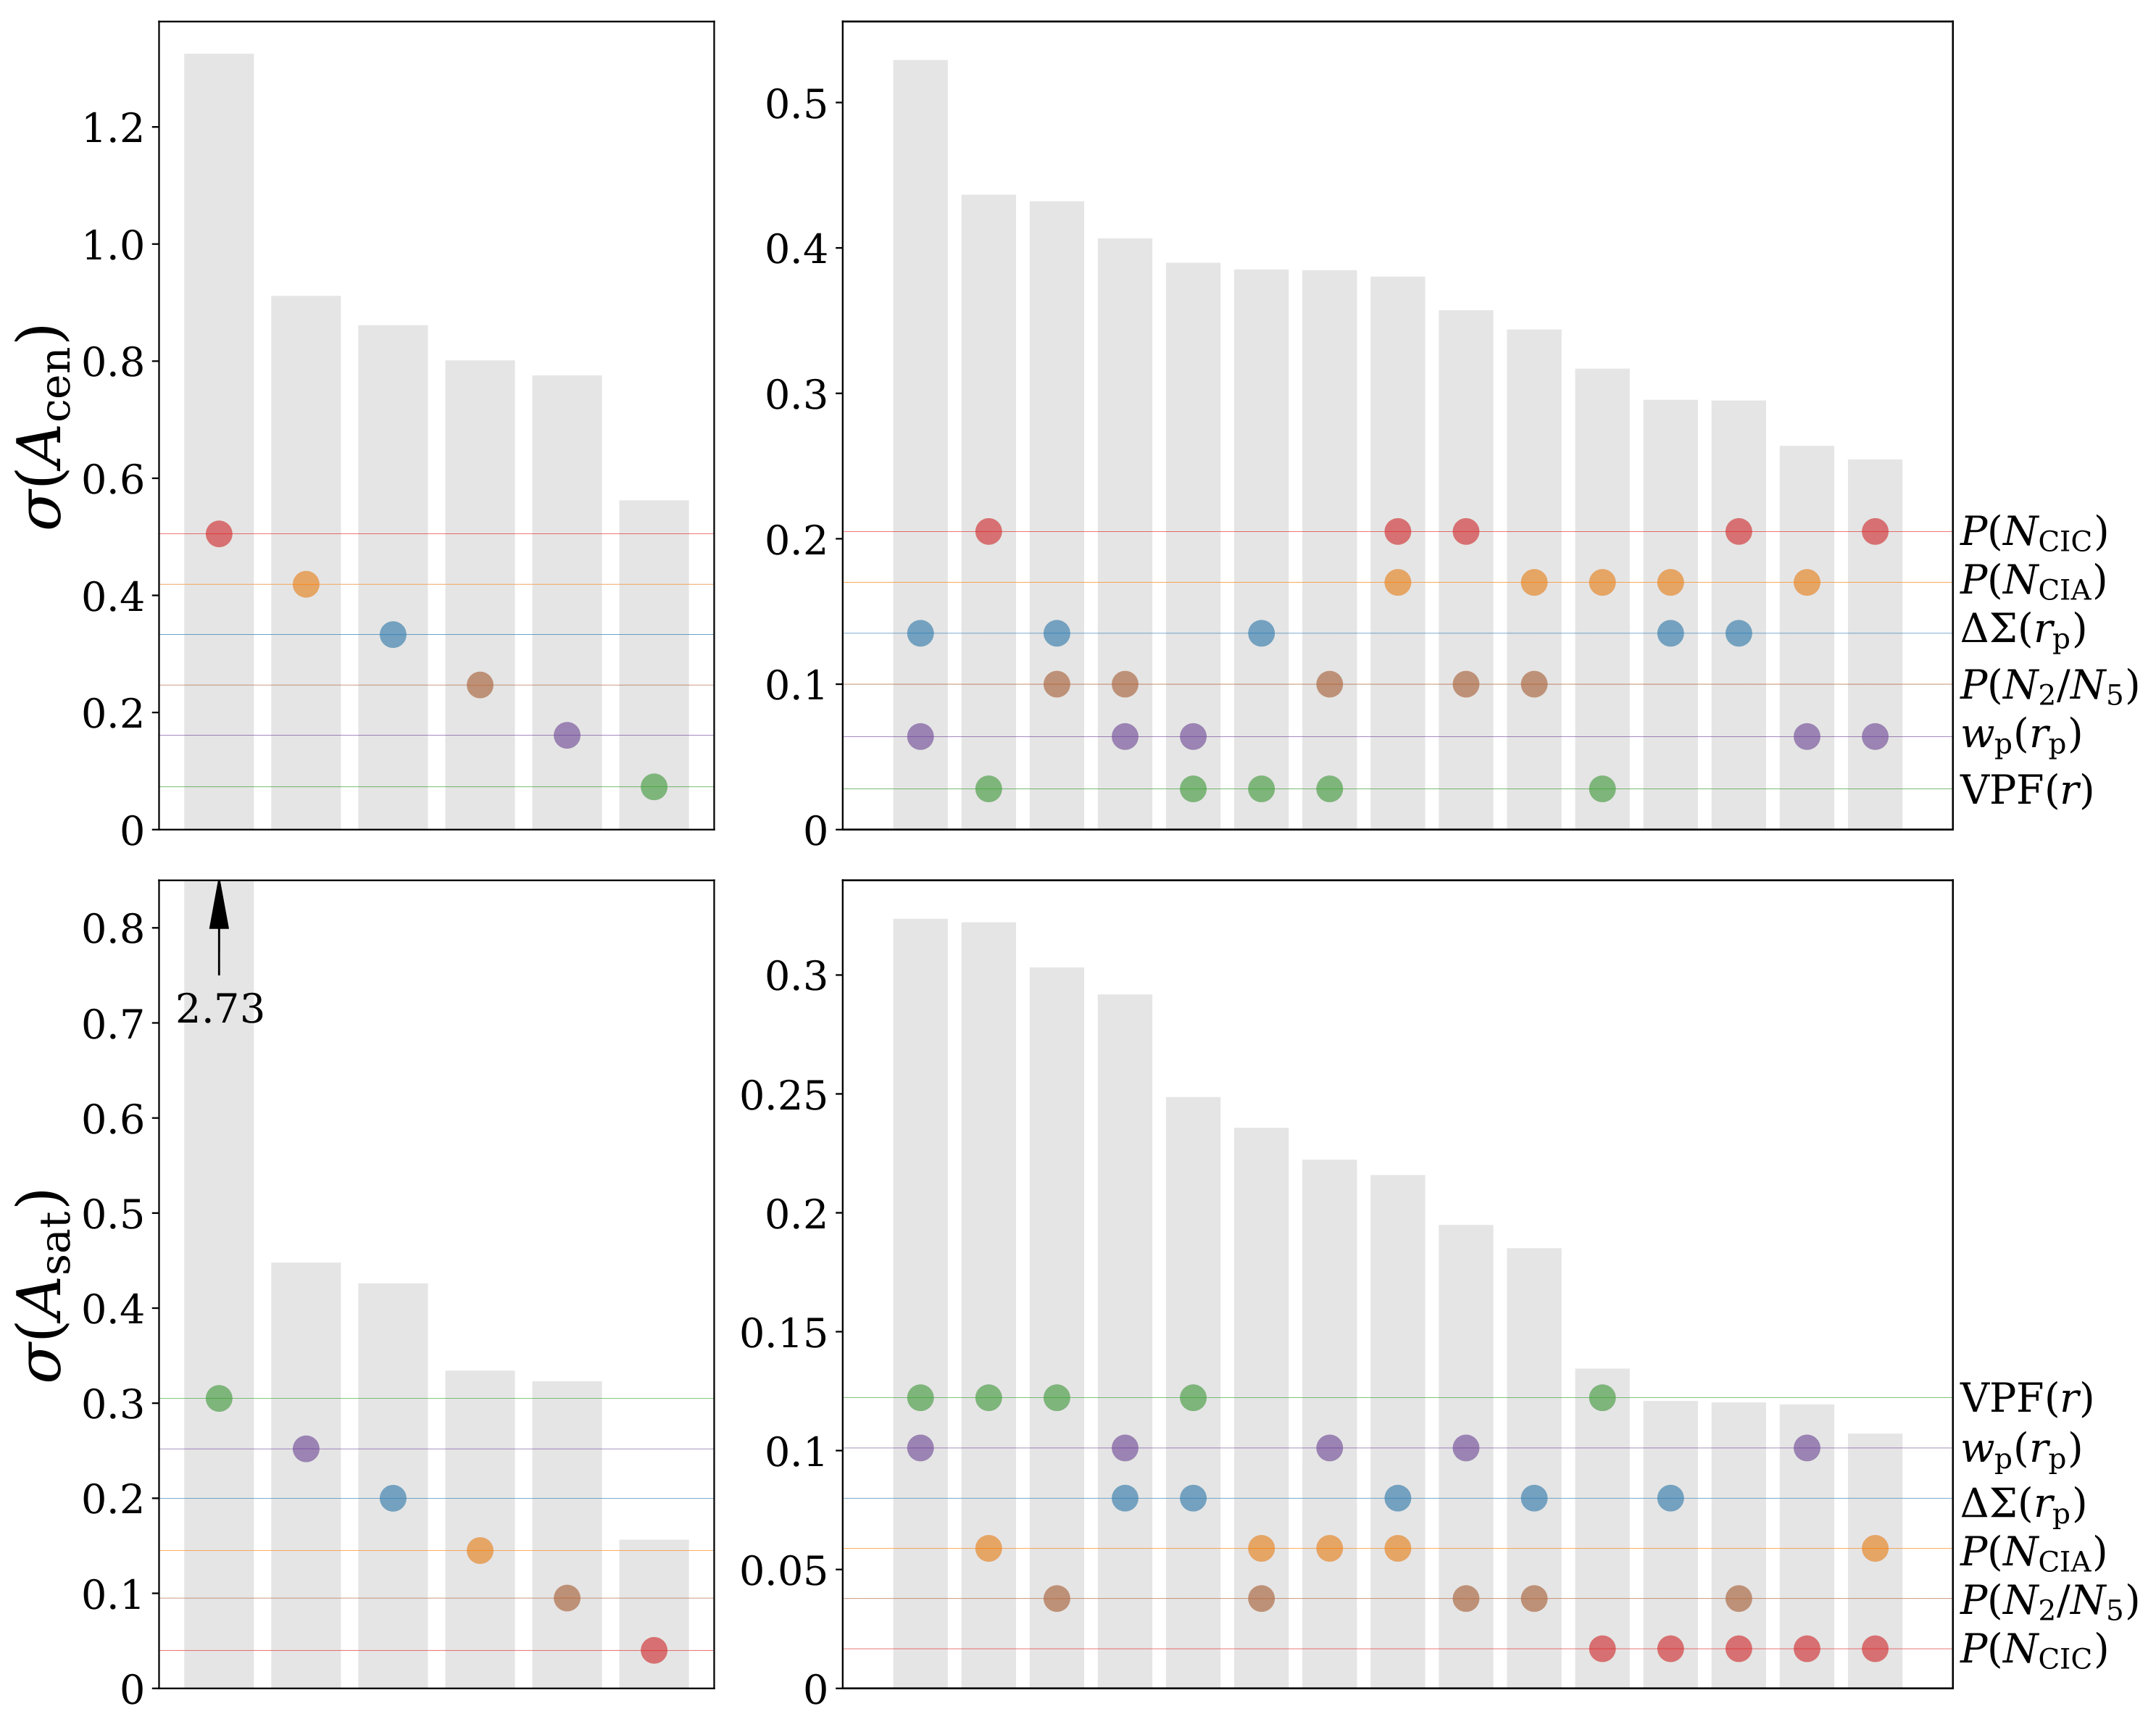 σ(A_cen)
1.2
1.0
0.8
0.6
0.4
0.2
0
0.5
0.4
0.3
0.2
0.1
0
P(N_CIC)
P(N_CIA)
ΔΣ(r_p)
P(N_2/N_5)
w_p(r_p)
VPF(r)
σ(A_sat)
0.8
0.7
0.6
0.5
0.4
0.3
0.2
0.1
0
2.73
0.3
0.25
0.2
0.15
0.1
0.05
0
VPF(r)
w_p(r_p)
ΔΣ(r_p)
P(N_CIA)
P(N_2/N_5)
P(N_CIC)